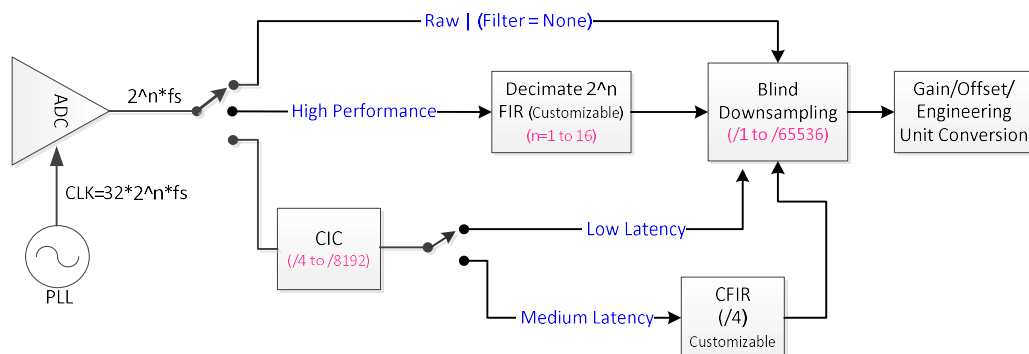 Raw | (Filter = None)
ADC
2^n*fs
High Performance
Decimate 2^n
FIR (Customizable)
(n=1 to 16)
Blind
Downsampling
(/1 to /65536)
Gain/Offset/
Engineering
Unit Conversion
CLK=32*2^n*fs
PLL
CIC
(/4 to /8192)
Low Latency
Medium Latency
CFIR
(/4)
Customizable